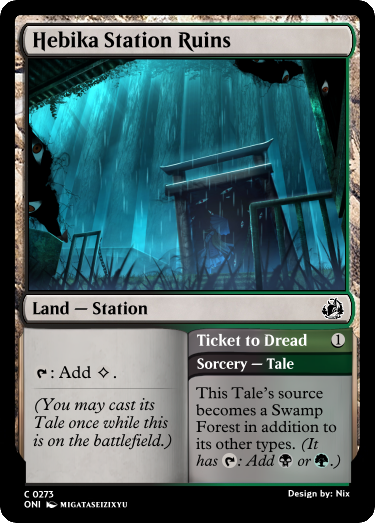 Hebika Station Ruins
Land — Station
: Add .
(You may cast its
Tale once while this
is on the battlefield.)
Ticket to Dread 1
Sorcery — Tale
This Tale's source
becomes a Swamp
Forest in addition to
its other types. (It
has : Add or .)
C 0273
ONI MIGATASEIZIXYU
Design by: Nix